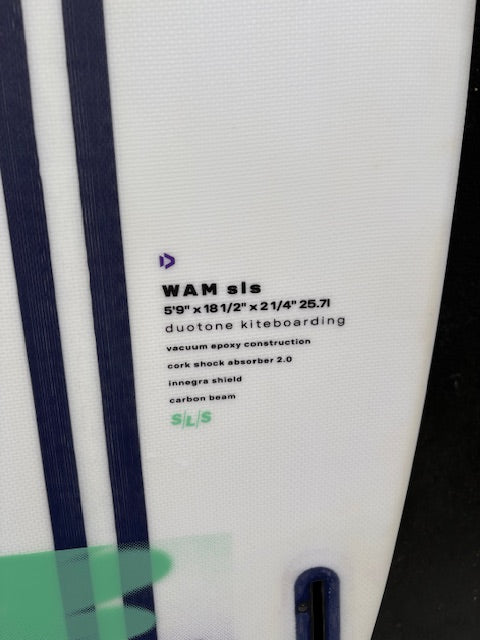 WAM sls
5'9" x 18 1/2" x 2 1/4" 25.7l
duotone kiteboarding
vacuum epoxy construction
cork shock absorber 2.0
innegra shield
carbon beam
S/L/S